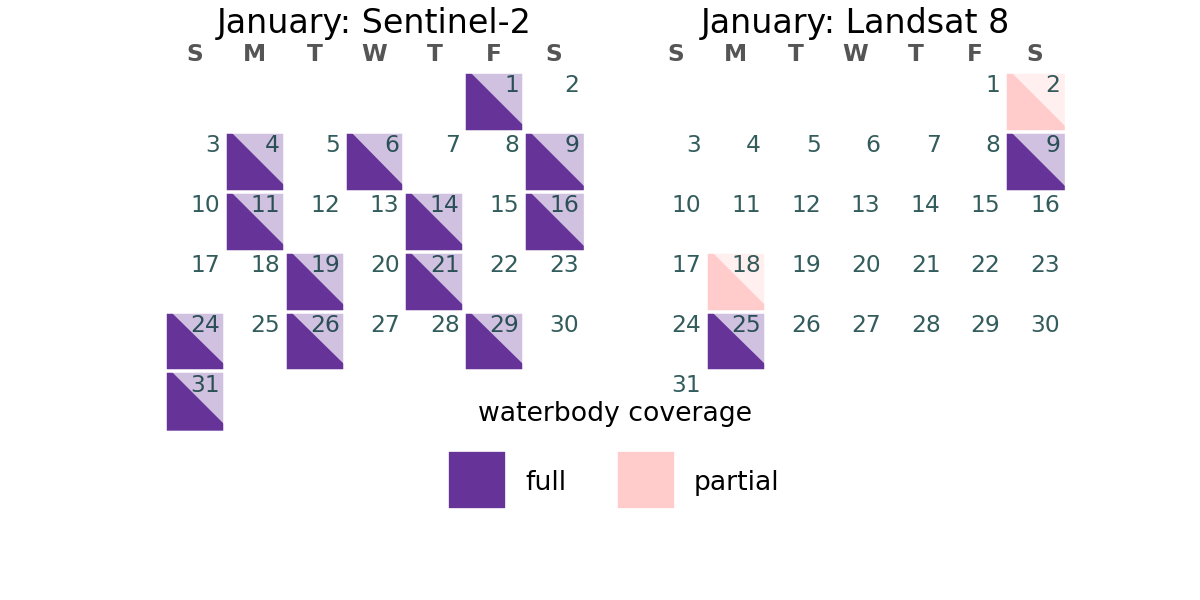 January: Sentinel-2
S M T W T F S
1 2
3 4 5 6 7 8 9
10 11 12 13 14 15 16
17 18 19 20 21 22 23
24 25 26 27 28 29 30
31
January: Landsat 8
S M T W T F S
1 2
3 4 5 6 7 8 9
10 11 12 13 14 15 16
17 18 19 20 21 22 23
24 25 26 27 28 29 30
31
waterbody coverage
full partial